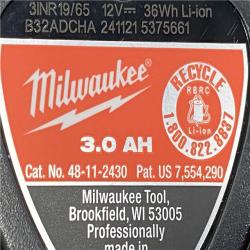 3INR19/65 12V⎓ 36Wh Li-ion
B32ADCHA 241121 5375661
Milwaukee®
3.0 AH
RECYCLE
RBRC
Li-ion
1.800.822.8837
Cat. No. 48-11-2430 Pat. US 7,554,290
Milwaukee Tool,
Brookfield, WI 53005
Professionally
made in